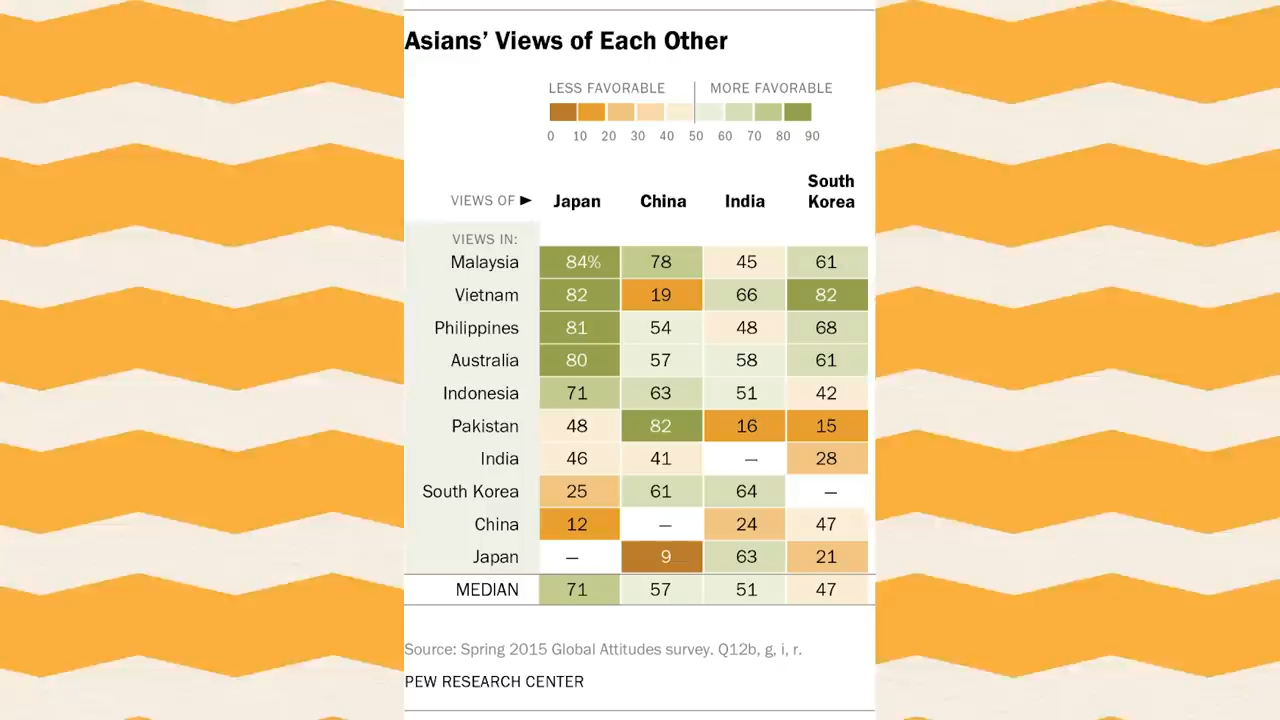 Asians' Views of Each Other
LESS FAVORABLE MORE FAVORABLE
0 10 20 30 40 50 60 70 80 90
VIEWS OF ► Japan China India South Korea
VIEWS IN:
Malaysia 84% 78 45 61
Vietnam 82 19 66 82
Philippines 81 54 48 68
Australia 80 57 58 61
Indonesia 71 63 51 42
Pakistan 48 82 16 15
India 46 41 — 28
South Korea 25 61 64 —
China 12 — 24 47
Japan — 9 63 21
MEDIAN 71 57 51 47
Source: Spring 2015 Global Attitudes survey. Q12b, g, i, r.
PEW RESEARCH CENTER